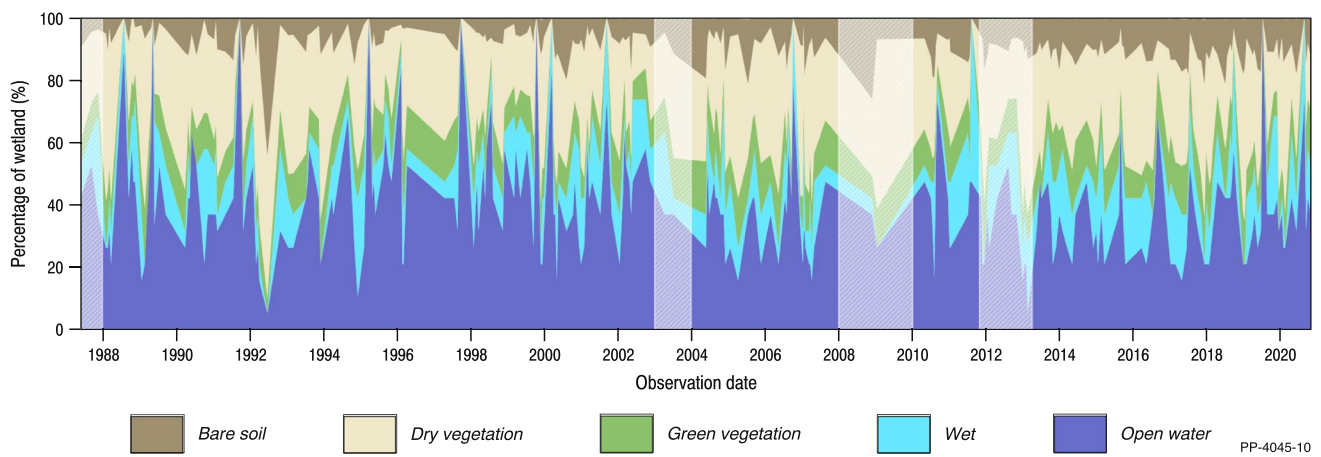 Percentage of wetland (%)
100
80
60
40
20
0
1988 1990 1992 1994 1996 1998 2000 2002 2004 2006 2008 2010 2012 2014 2016 2018 2020
Observation date
Bare soil Dry vegetation Green vegetation Wet Open water
PP-4045-10